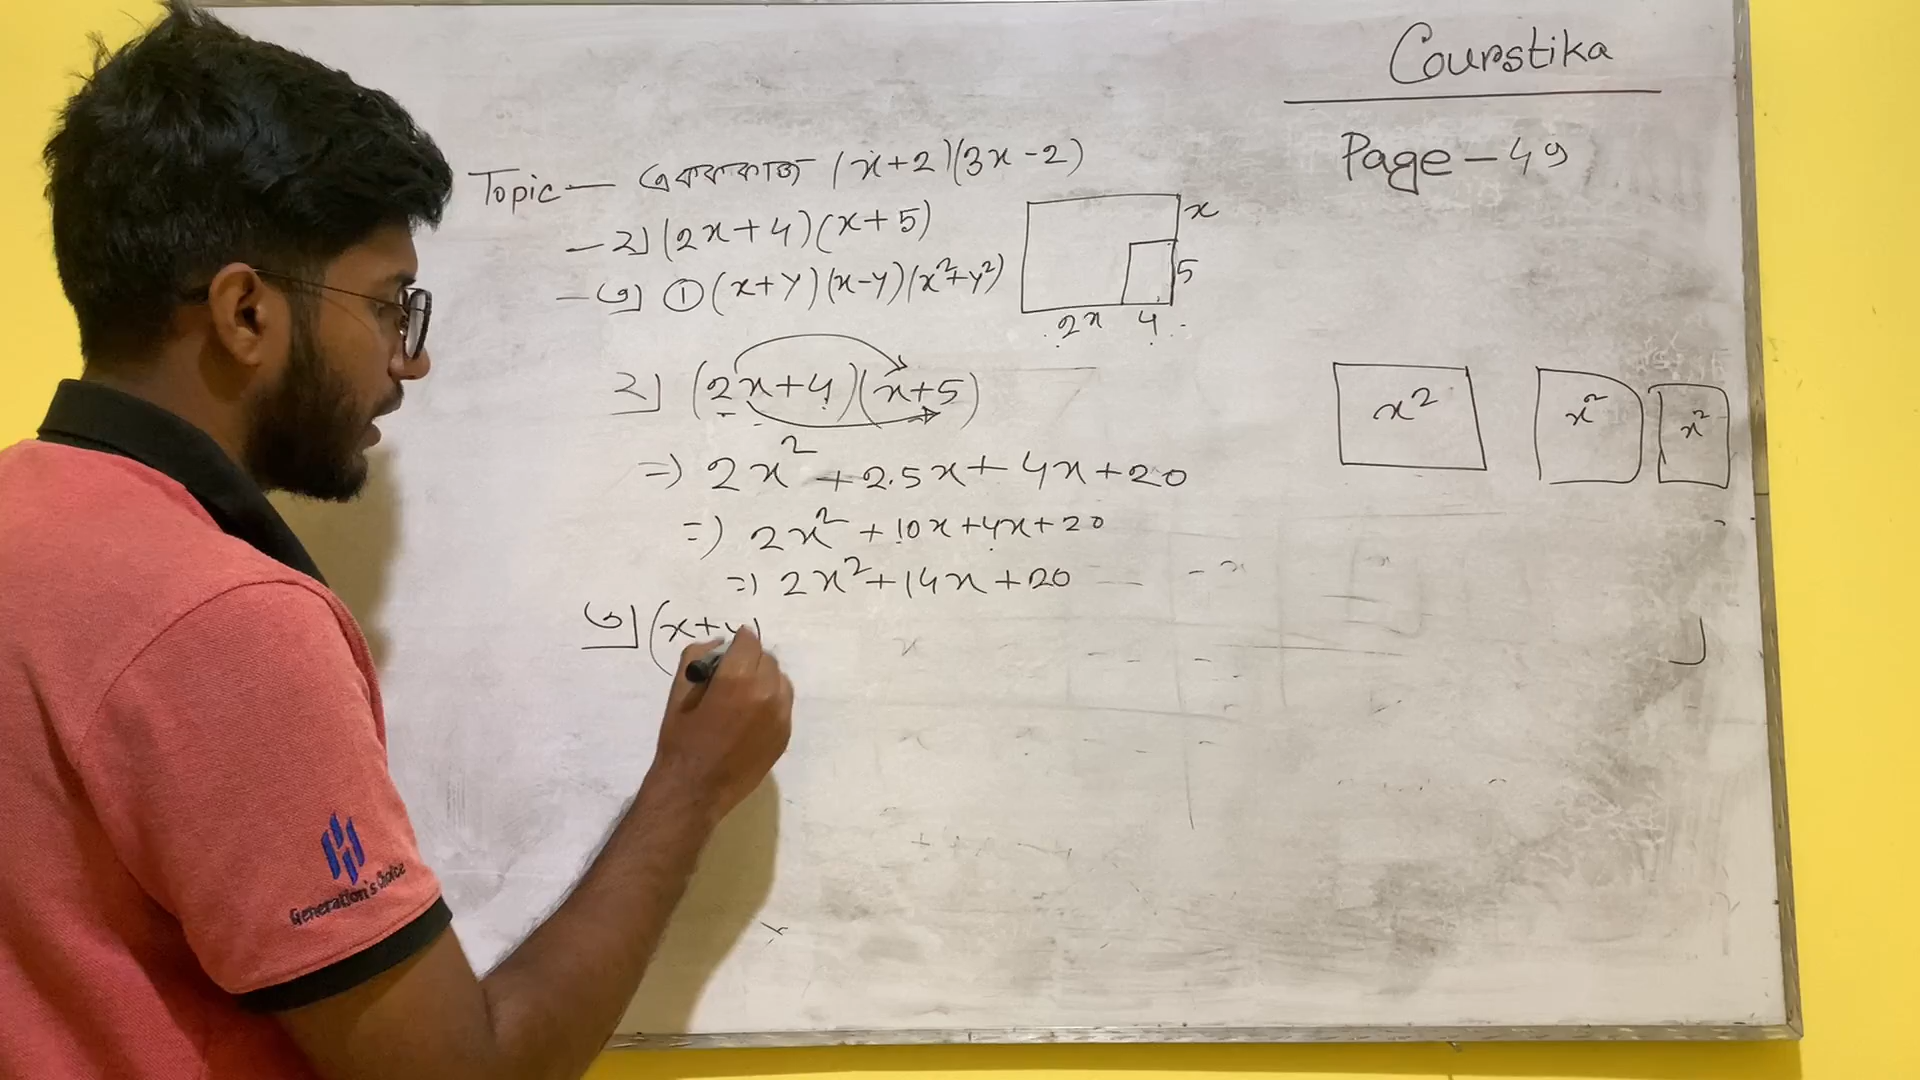 Courstika
Page - 49
Topic — একককাজ (x+2)(3x-2)
- ২) (2x+4)(x+5)
- ৩) ① (x+y)(x-y)(x²+y²)
x
5
2x 4
২) (2x+4)(x+5)
=) 2x² + 2.5x + 4x + 20
=) 2x² + 10x + 4x + 20
=) 2x² + 14x + 20
৩) (x+y)
x² x² x²
Generation's Choice